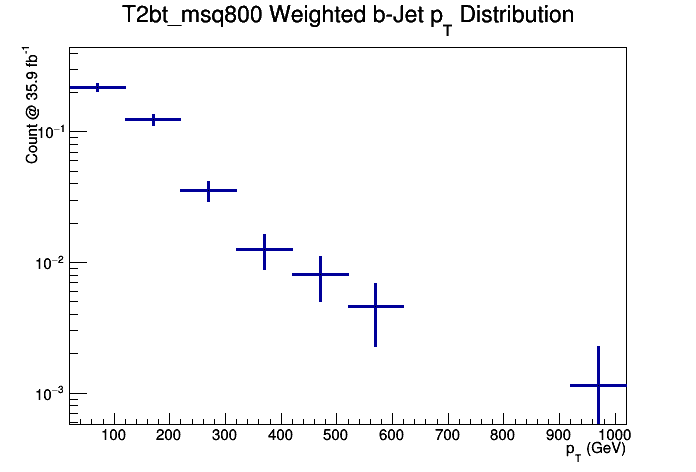 T2bt_msq800 Weighted b-Jet p_T Distribution
Count @ 35.9 fb⁻¹
10⁻¹
10⁻²
10⁻³
100 200 300 400 500 600 700 800 900 1000
p_T (GeV)